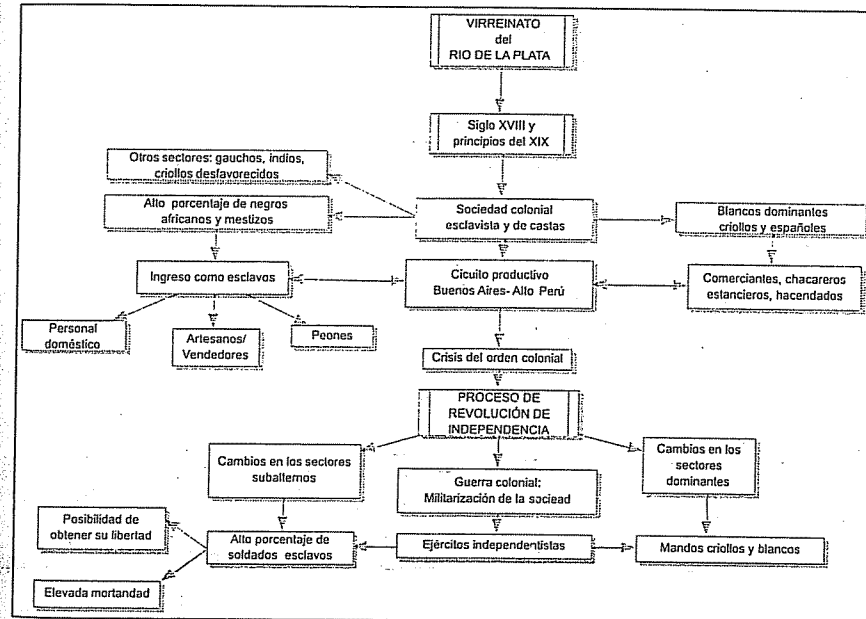 VIRREINATO
del
RIO DE LA PLATA
Siglo XVIII y
principios del XIX
Otros sectores: gauchos, indios,
criollos desfavorecidos
Alto porcentaje de negros
africanos y mestizos
Sociedad colonial
esclavista y de castas
Blancos dominantes
criollos y españoles
Ingreso como esclavos
Cicuito productivo
Buenos Aires- Alto Perú
Comerciantes, chacareros
estancieros, hacendados
Personal
doméstico
Artesanos/
Vendedores
Peones
Crisis del orden colonial
PROCESO DE
REVOLUCIÓN DE
INDEPENDENCIA
Cambios en los sectores
subalternos
Guerra colonial:
Militarización de la sociead
Cambios en los
sectores
dominantes
Posibilidad de
obtener su libertad
Alto porcentaje de
soldados esclavos
Ejércitos independentistas
Mandos criollos y blancos
Elevada mortandad